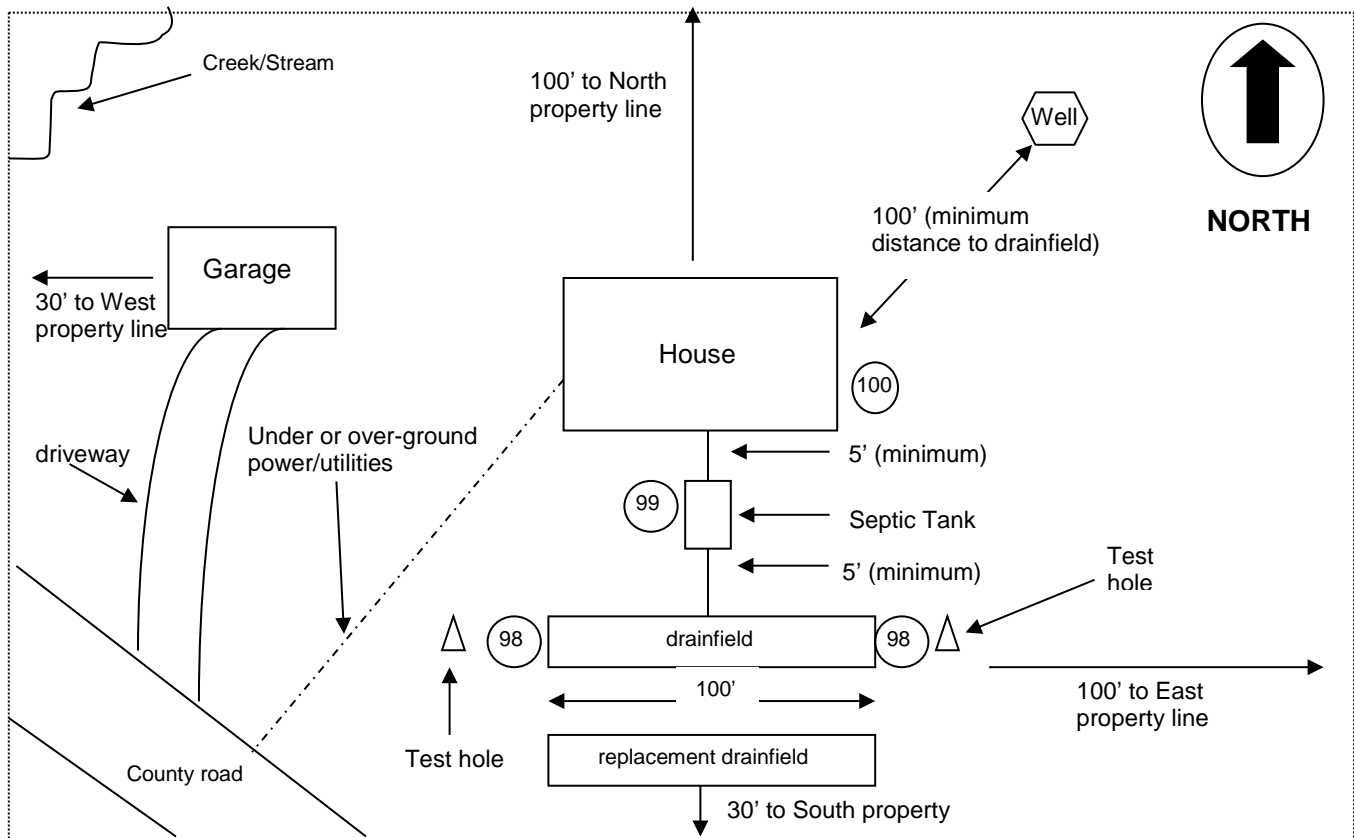 Creek/Stream
100’ to North
property line
Well
NORTH
100’ (minimum
distance to drainfield)
Garage
30’ to West
property line
House
100
driveway
Under or over-ground
power/utilities
5’ (minimum)
99
Septic Tank
5’ (minimum)
Test
hole
98
drainfield
98
100’
100’ to East
property line
Test hole
replacement drainfield
County road
30’ to South property